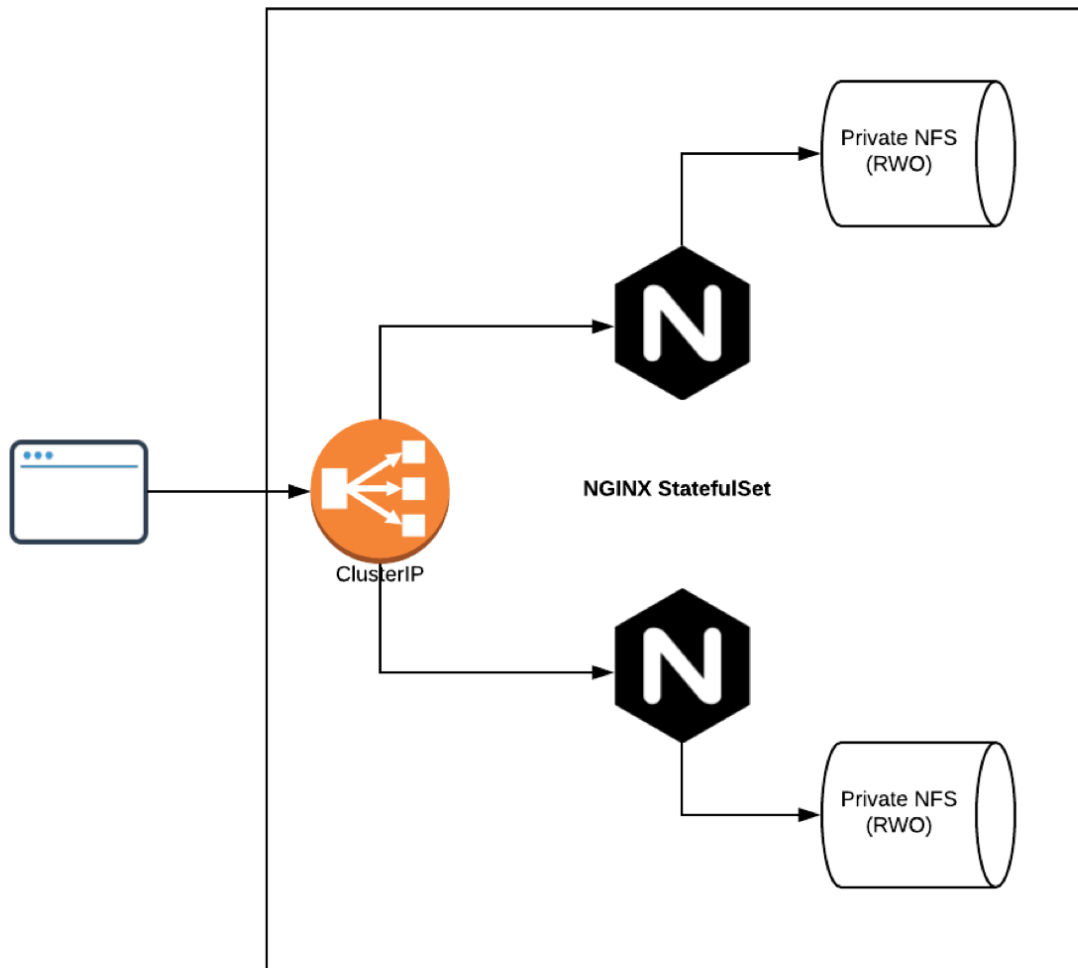 Private NFS
(RWO)
N
ClusterIP
NGINX StatefulSet
N
Private NFS
(RWO)